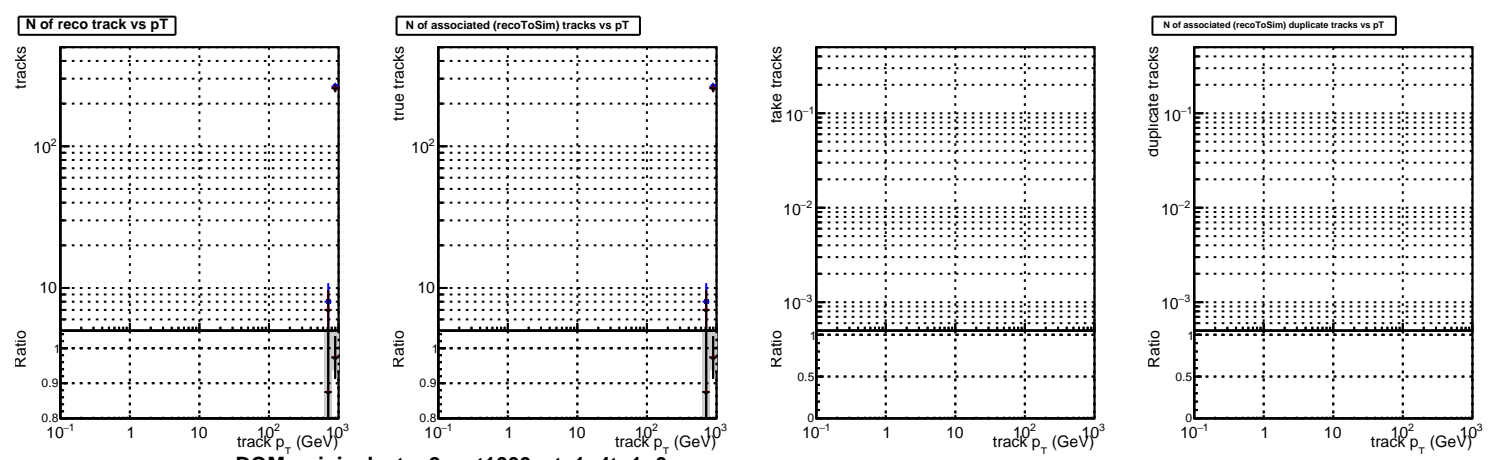 N of reco track vs pT
N of associated (recoToSim) tracks vs pT
N of associated (recoToSim) duplicate tracks vs pT
tracks
10²
10
Ratio
1
0.9
0.8
10⁻¹ 1 10 10² 10³
track p_T (GeV)
true tracks
10²
10
Ratio
1
0.9
0.8
10⁻¹ 1 10 10² 10³
track p_T (GeV)
fake tracks
10⁻¹
10⁻²
10⁻³
Ratio
1
0.5
0
10⁻¹ 1 10 10² 10³
track p_T (GeV)
duplicate tracks
10⁻¹
10⁻²
10⁻³
Ratio
1
0.5
0
10⁻¹ 1 10 10² 10³
track p_T (GeV)